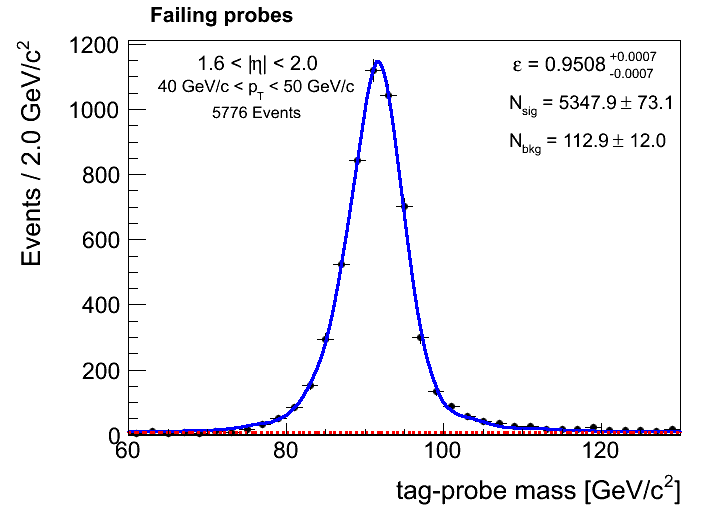 Failing probes
1.6 < |η| < 2.0
40 GeV/c < p_T < 50 GeV/c
5776 Events
ε = 0.9508 +0.0007 -0.0007
N_sig = 5347.9 ± 73.1
N_bkg = 112.9 ± 12.0
Events / 2.0 GeV/c²
1200
1000
800
600
400
200
0
60 80 100 120
tag-probe mass [GeV/c²]